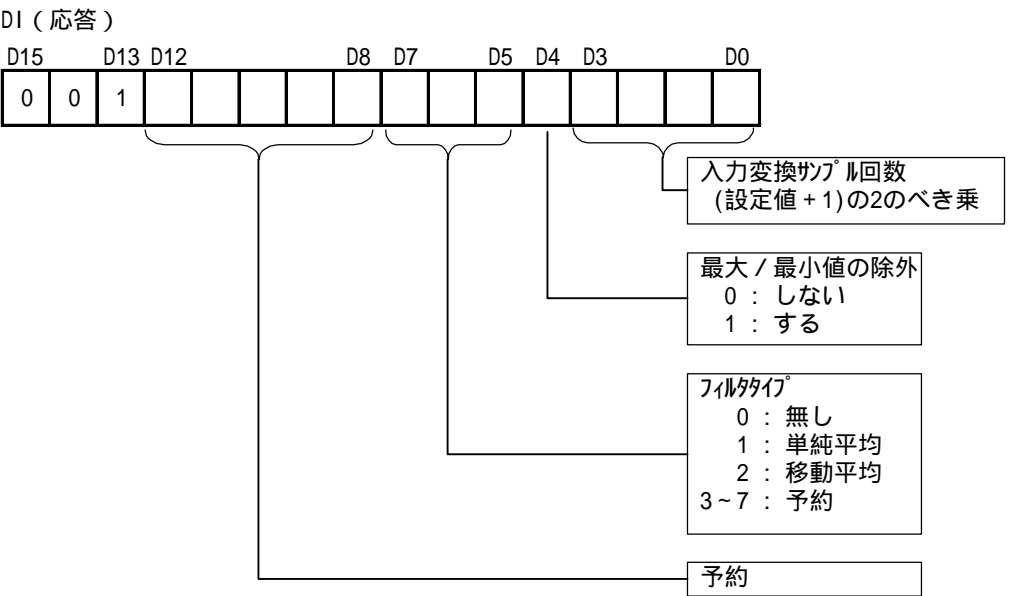 DI（応答）
D15 D13 D12 D8 D7 D5 D4 D3 D0
0 0 1
入力変換ｻﾝﾌﾟﾙ回数
(設定値＋1)の2のべき乗
最大／最小値の除外
0 : しない
1 : する
ﾌｨﾙﾀﾀｲﾌﾟ
0 : 無し
1 : 単純平均
2 : 移動平均
3～7 : 予約
予約